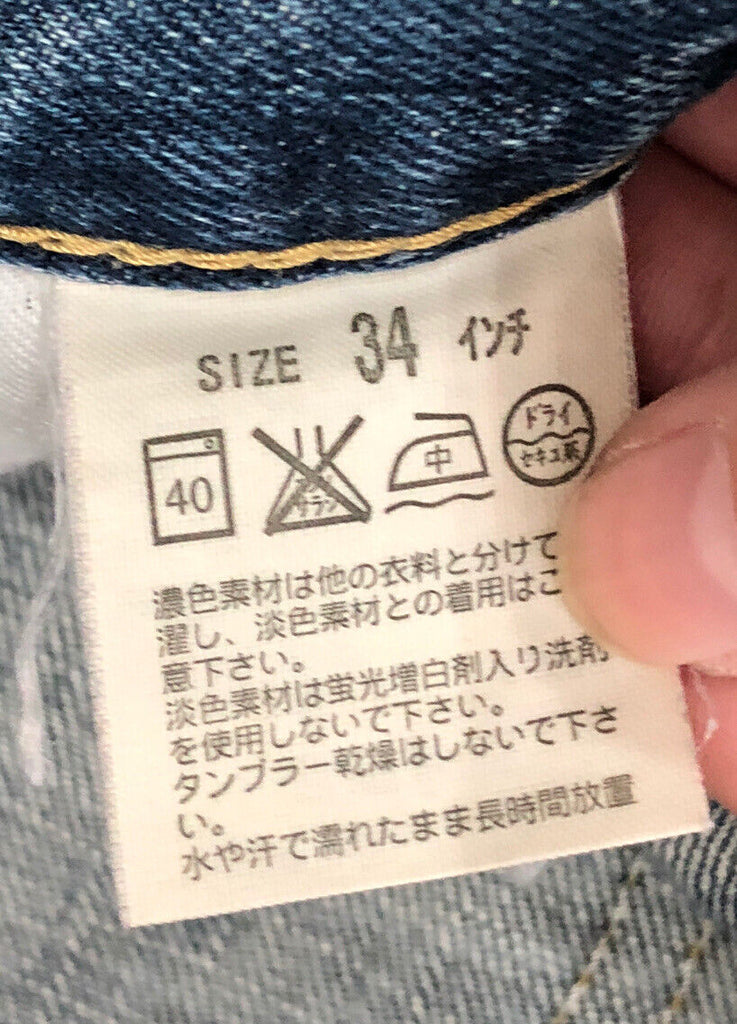 SIZE 34 インチ
40 中 ドライ
セキユ系
濃色素材は他の衣料と分けて
濯し、淡色素材との着用はご
意下さい。
淡色素材は蛍光増白剤入り洗剤
を使用しないで下さい。
タンブラー乾燥はしないで下さ
い。
水や汗で濡れたまま長時間放置